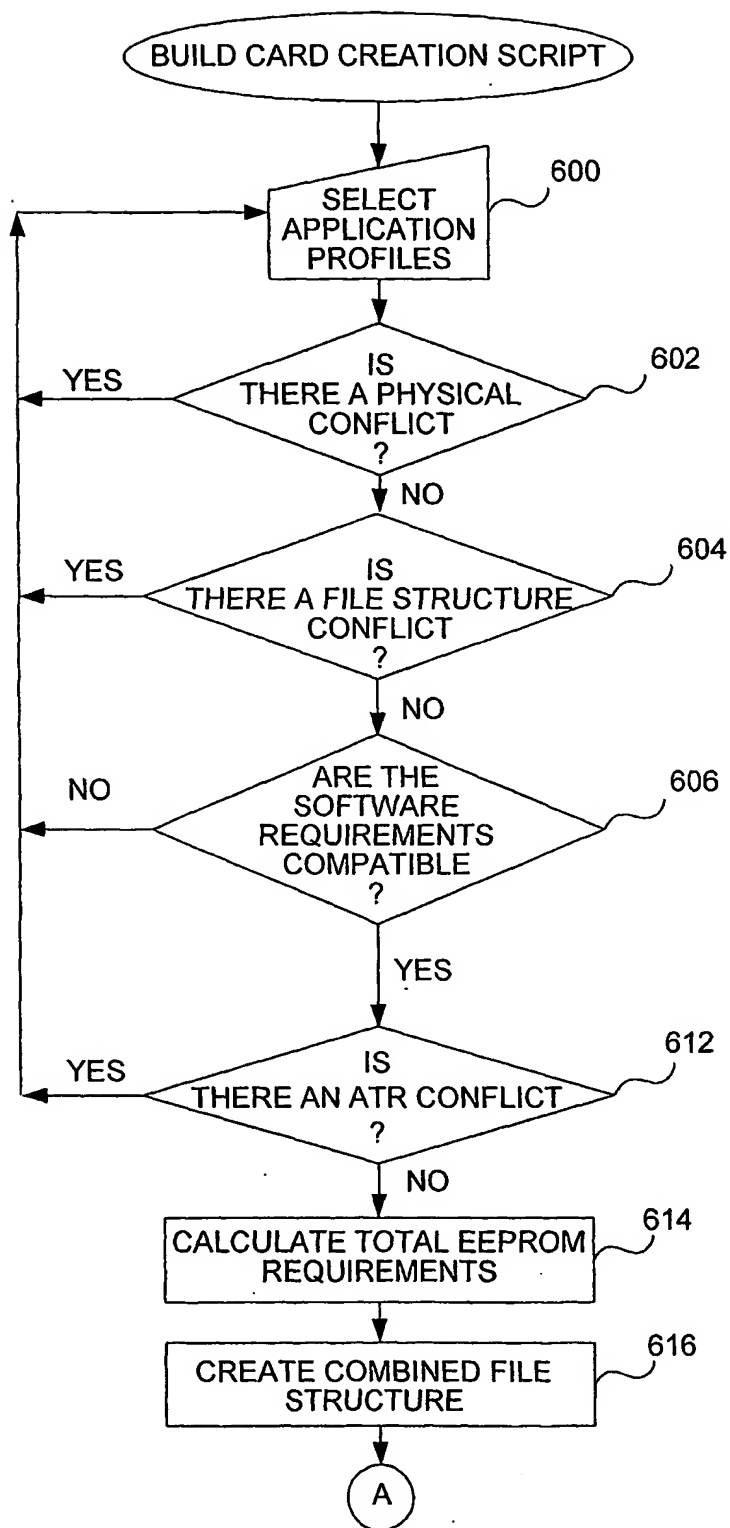 BUILD CARD CREATION SCRIPT
600
SELECT
APPLICATION
PROFILES
602
YES
IS
THERE A PHYSICAL
CONFLICT
?
NO
604
YES
IS
THERE A FILE STRUCTURE
CONFLICT
?
NO
606
NO
ARE THE
SOFTWARE
REQUIREMENTS
COMPATIBLE
?
YES
612
YES
IS
THERE AN ATR CONFLICT
?
NO
614
CALCULATE TOTAL EEPROM
REQUIREMENTS
616
CREATE COMBINED FILE
STRUCTURE
A